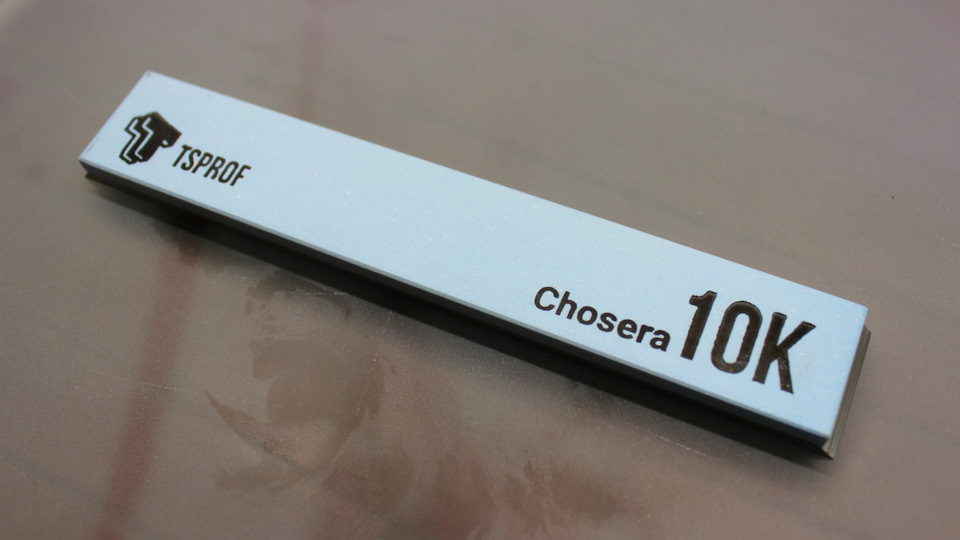 TSPROF
Chosera 10K